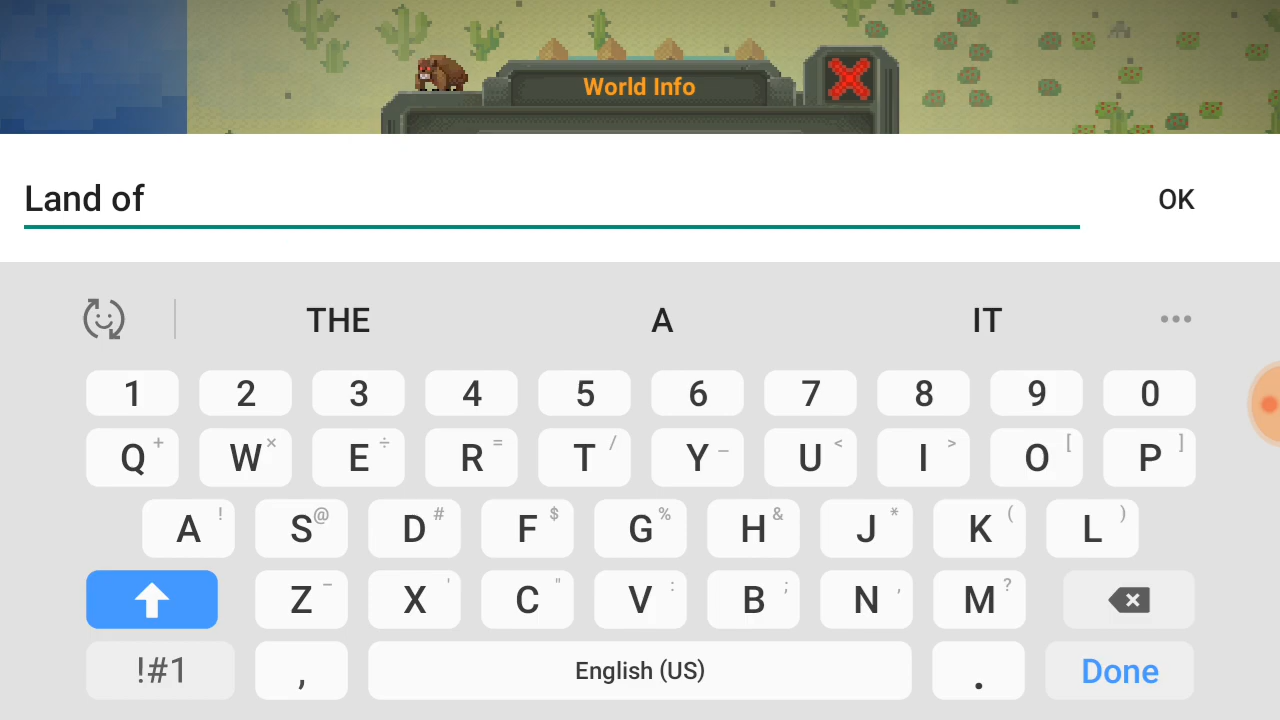 World Info
Land of
OK
THE A IT
1 2 3 4 5 6 7 8 9 0
Q + W × E ÷ R = T / Y – U < I > O [ P ]
A ! S @ D # F $ G % H & J * K ( L )
Z – X ' C " V : B ; N , M ?
!#1 , English (US) . Done